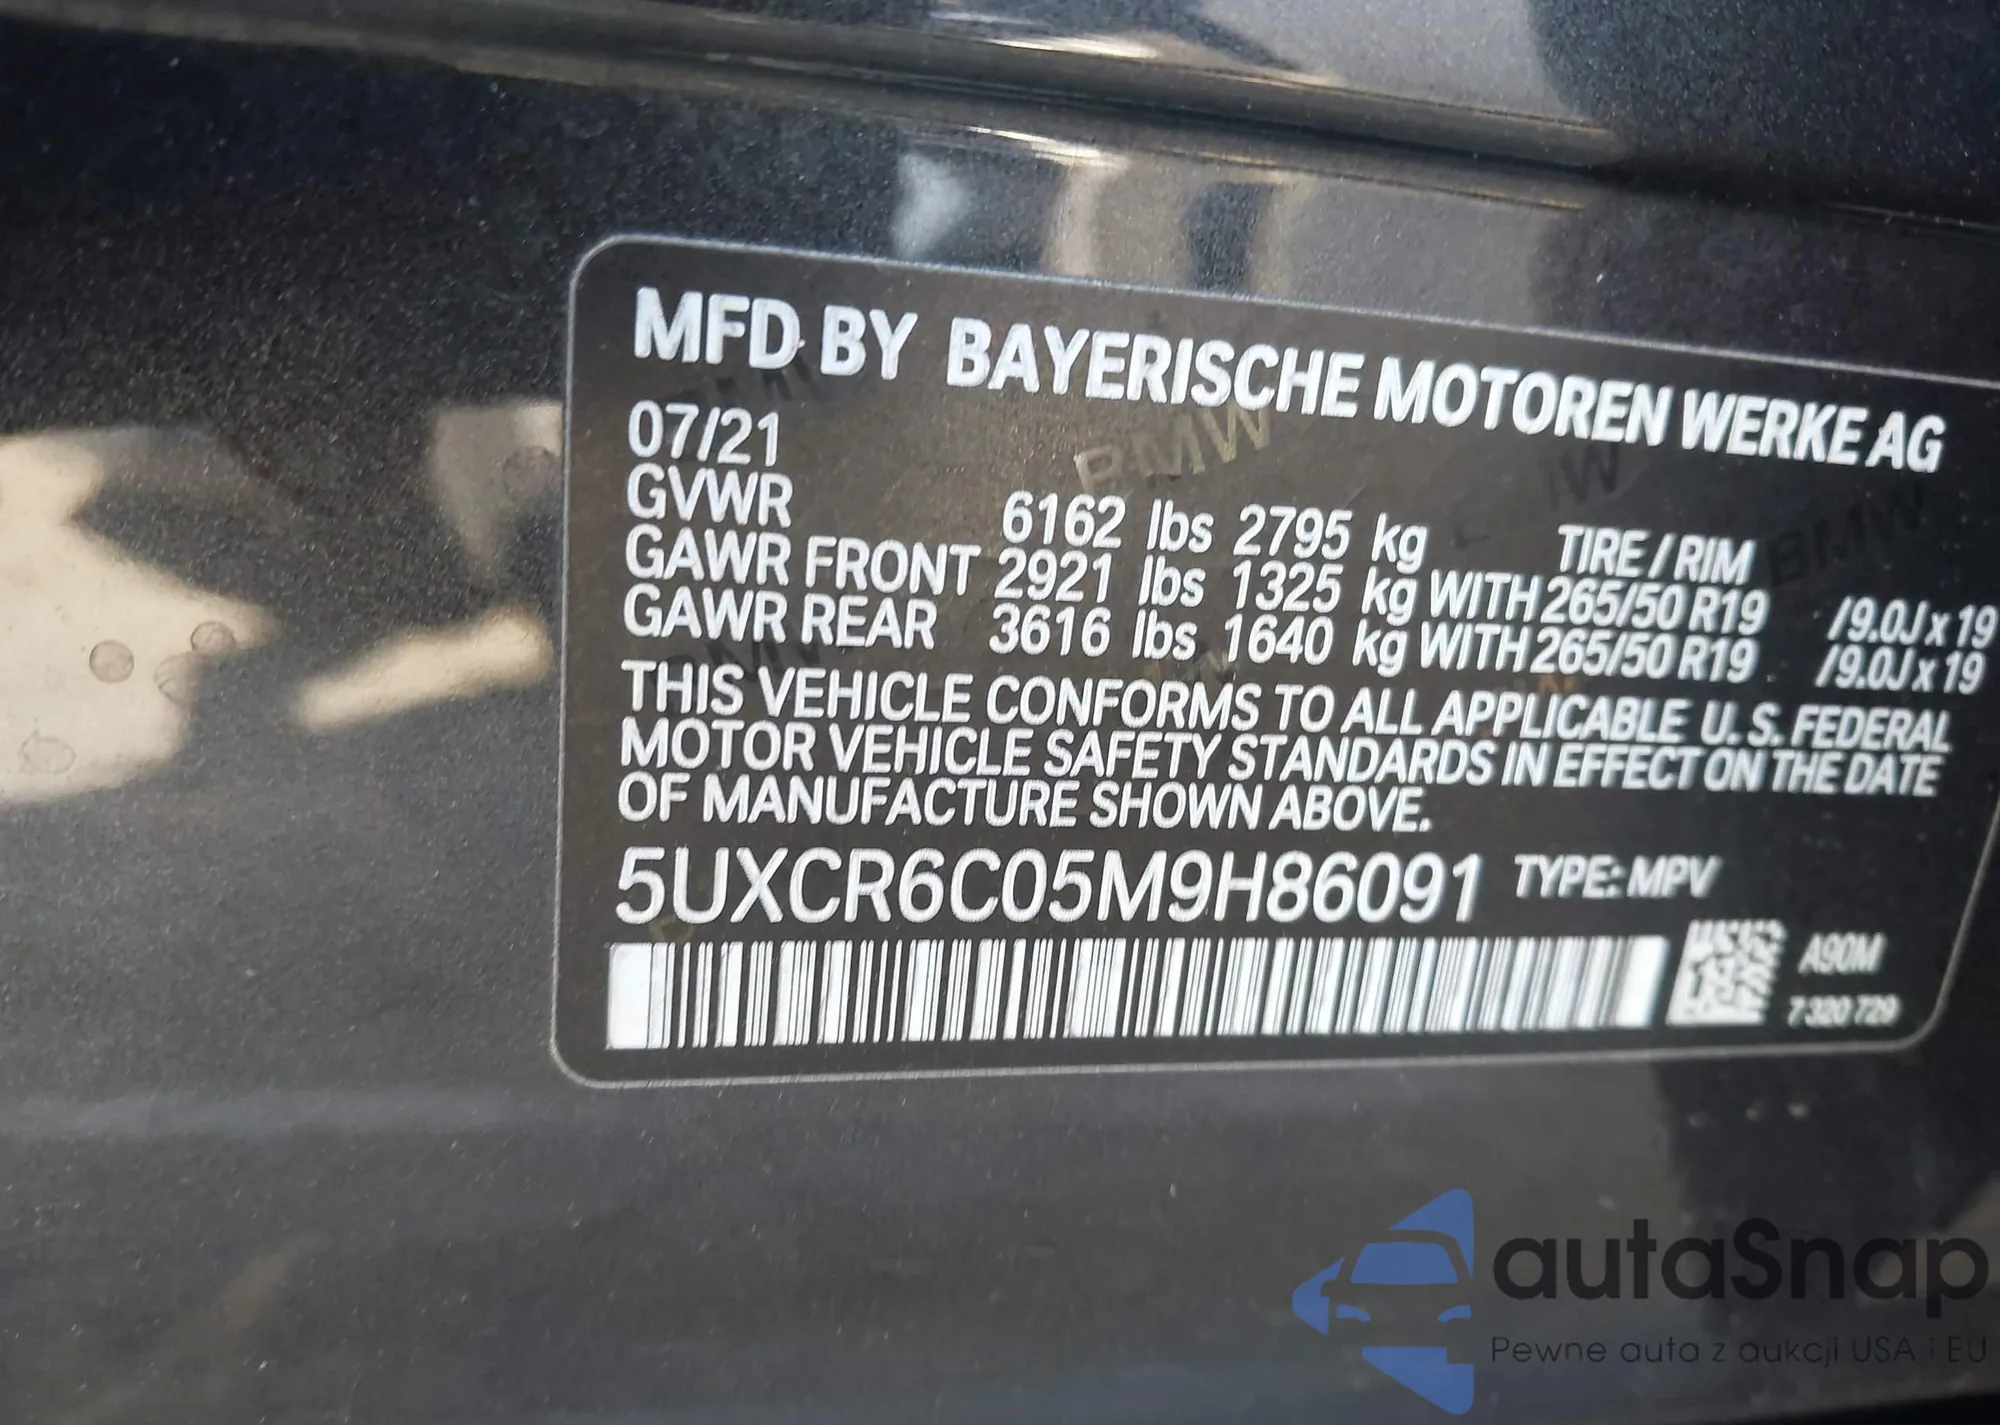 MFD BY BAYERISCHE MOTOREN WERKE AG
07/21
GVWR 6162 lbs 2795 kg TIRE / RIM
GAWR FRONT 2921 lbs 1325 kg WITH 265/50 R19 /9.0J x 19
GAWR REAR 3616 lbs 1640 kg WITH 265/50 R19 /9.0J x 19
THIS VEHICLE CONFORMS TO ALL APPLICABLE U.S. FEDERAL
MOTOR VEHICLE SAFETY STANDARDS IN EFFECT ON THE DATE
OF MANUFACTURE SHOWN ABOVE.
5UXCR6C05M9H86091 TYPE: MPV
A90M
7 320 729
autaSnap
Pewne auta z aukcji USA i EU